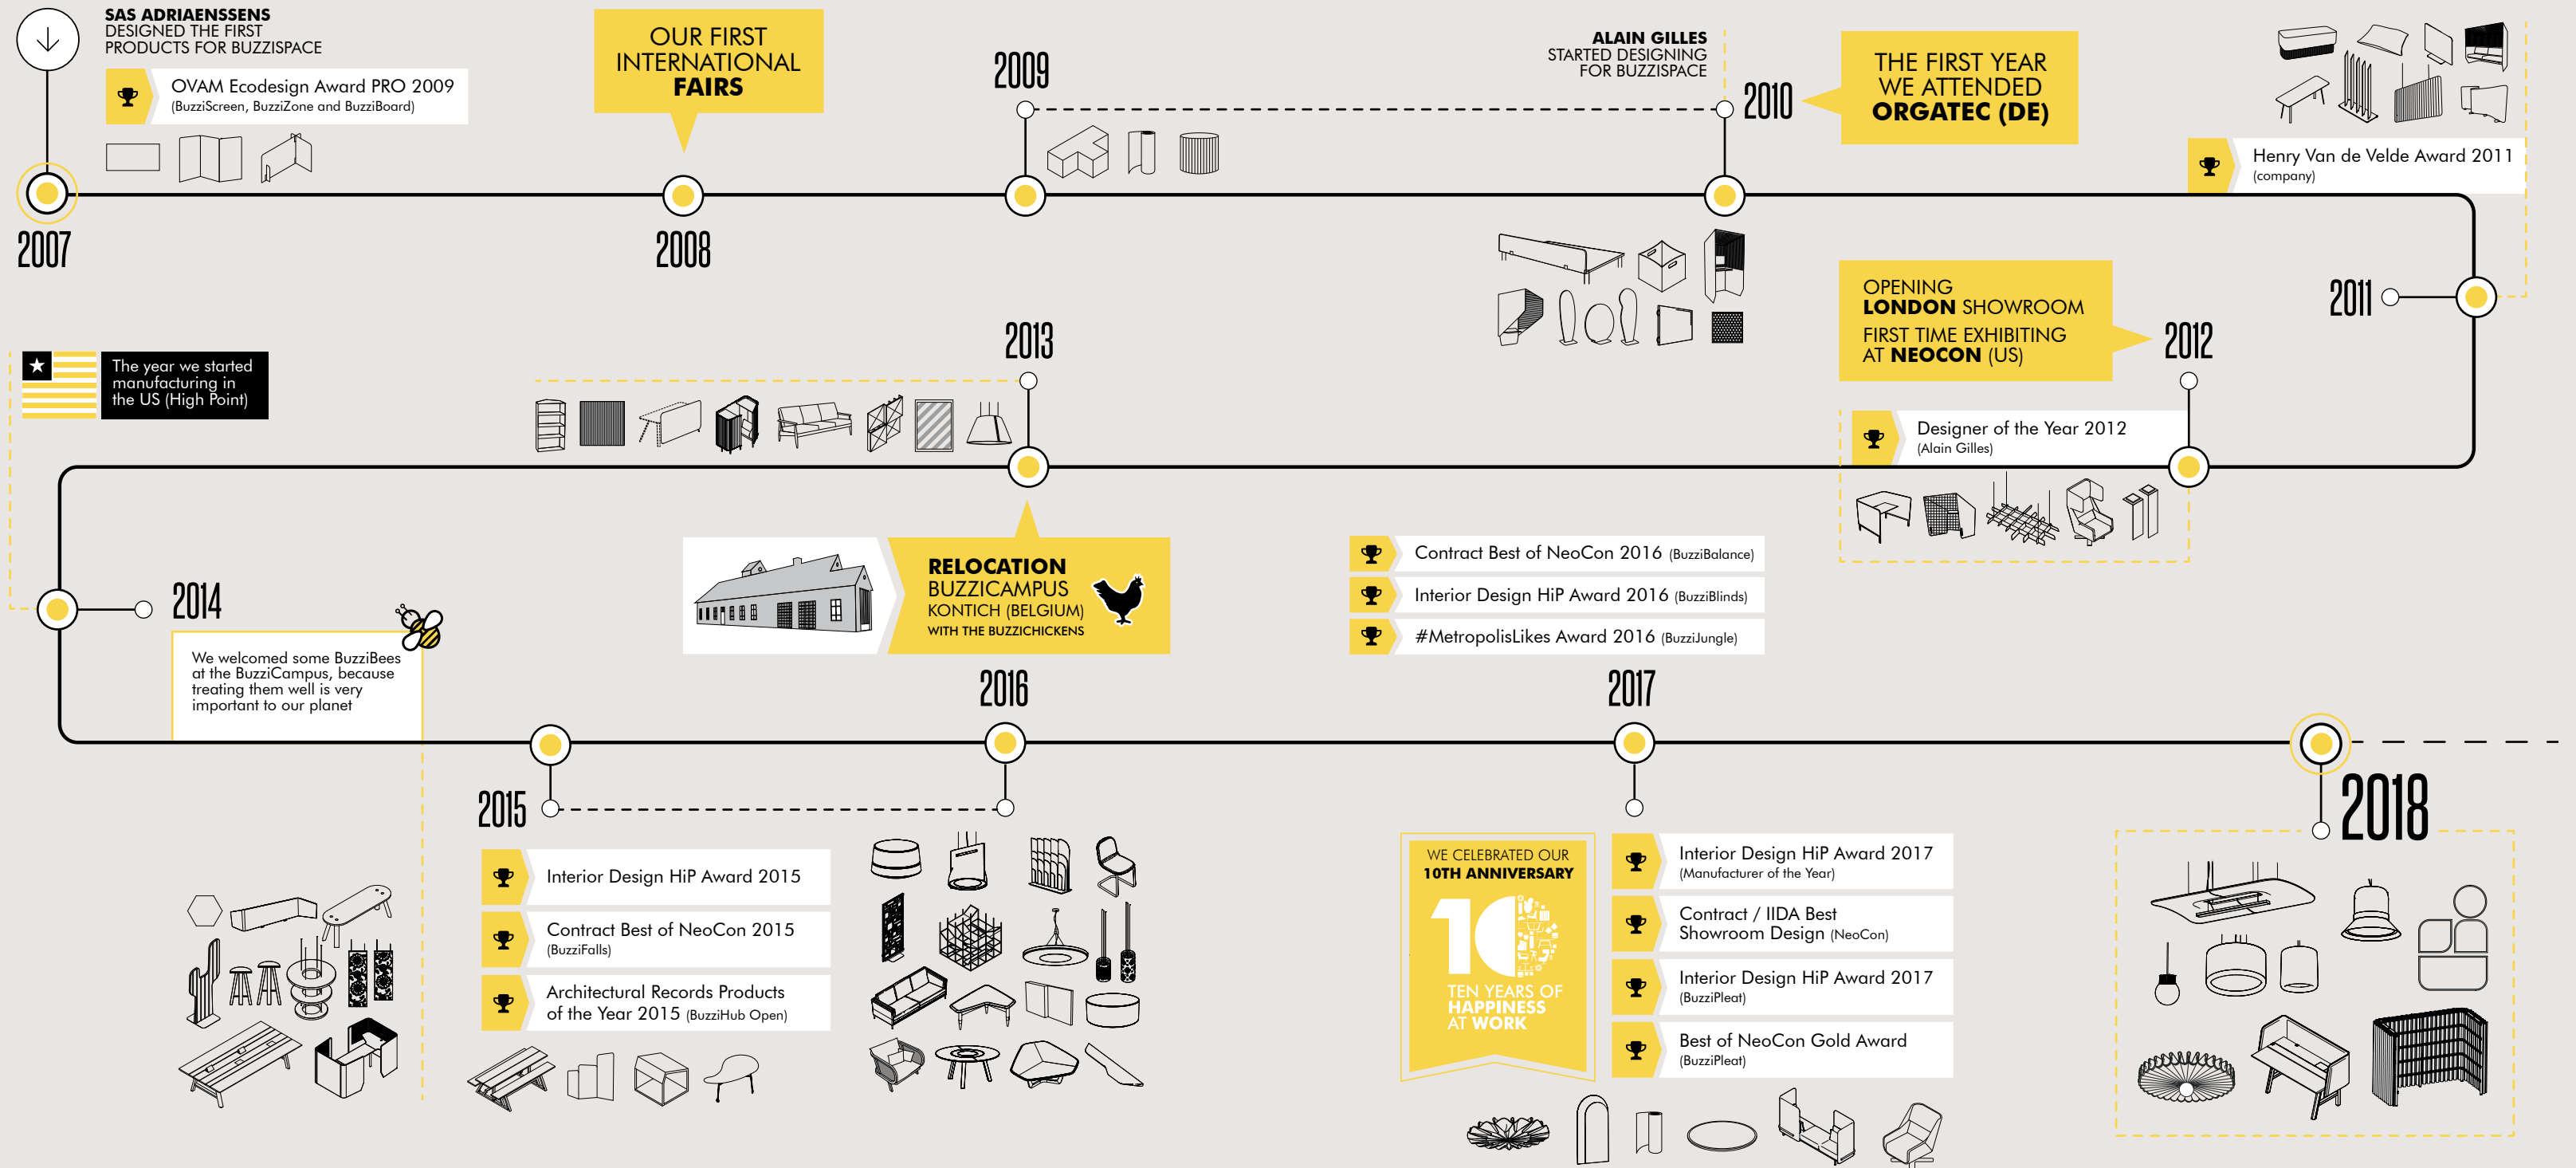 SAS ADRIAENSSENS
DESIGNED THE FIRST
PRODUCTS FOR BUZZISPACE
OVAM Ecodesign Award PRO 2009
(BuzziScreen, BuzziZone and BuzziBoard)
2007
OUR FIRST
INTERNATIONAL
FAIRS
2008
2009
ALAIN GILLES
STARTED DESIGNING
FOR BUZZISPACE
2010
THE FIRST YEAR
WE ATTENDED
ORGATEC (DE)
Henry Van de Velde Award 2011
(company)
2011
OPENING
LONDON SHOWROOM
FIRST TIME EXHIBITING
AT NEOCON (US)
2012
Designer of the Year 2012
(Alain Gilles)
2013
RELOCATION
BUZZICAMPUS
KONTICH (BELGIUM)
WITH THE BUZZICHICKENS
The year we started
manufacturing in
the US (High Point)
2014
We welcomed some BuzziBees
at the BuzziCampus, because
treating them well is very
important to our planet
2015
Interior Design HiP Award 2015
Contract Best of NeoCon 2015
(BuzziFalls)
Architectural Records Products
of the Year 2015 (BuzziHub Open)
2016
Contract Best of NeoCon 2016 (BuzziBalance)
Interior Design HiP Award 2016 (BuzziBlinds)
#MetropolisLikes Award 2016 (BuzziJungle)
2017
WE CELEBRATED OUR
10TH ANNIVERSARY
10
TEN YEARS OF
HAPPINESS
AT WORK
Interior Design HiP Award 2017
(Manufacturer of the Year)
Contract / IIDA Best
Showroom Design (NeoCon)
Interior Design HiP Award 2017
(BuzziPleat)
Best of NeoCon Gold Award
(BuzziPleat)
2018